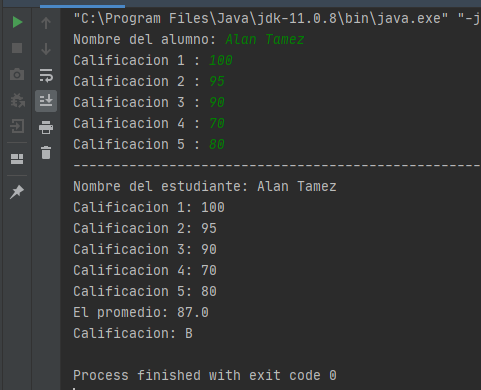 "C:\Program Files\Java\jdk-11.0.8\bin\java.exe" "-j
Nombre del alumno: Alan Tamez
Calificacion 1 : 100
Calificacion 2 : 95
Calificacion 3 : 90
Calificacion 4 : 70
Calificacion 5 : 80
----------------------------------------------------
Nombre del estudiante: Alan Tamez
Calificacion 1: 100
Calificacion 2: 95
Calificacion 3: 90
Calificacion 4: 70
Calificacion 5: 80
El promedio: 87.0
Calificacion: B
Process finished with exit code 0